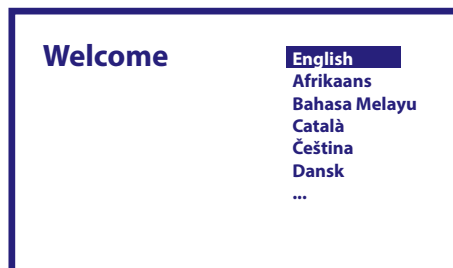 Welcome
English
Afrikaans
Bahasa Melayu
Català
Čeština
Dansk
...